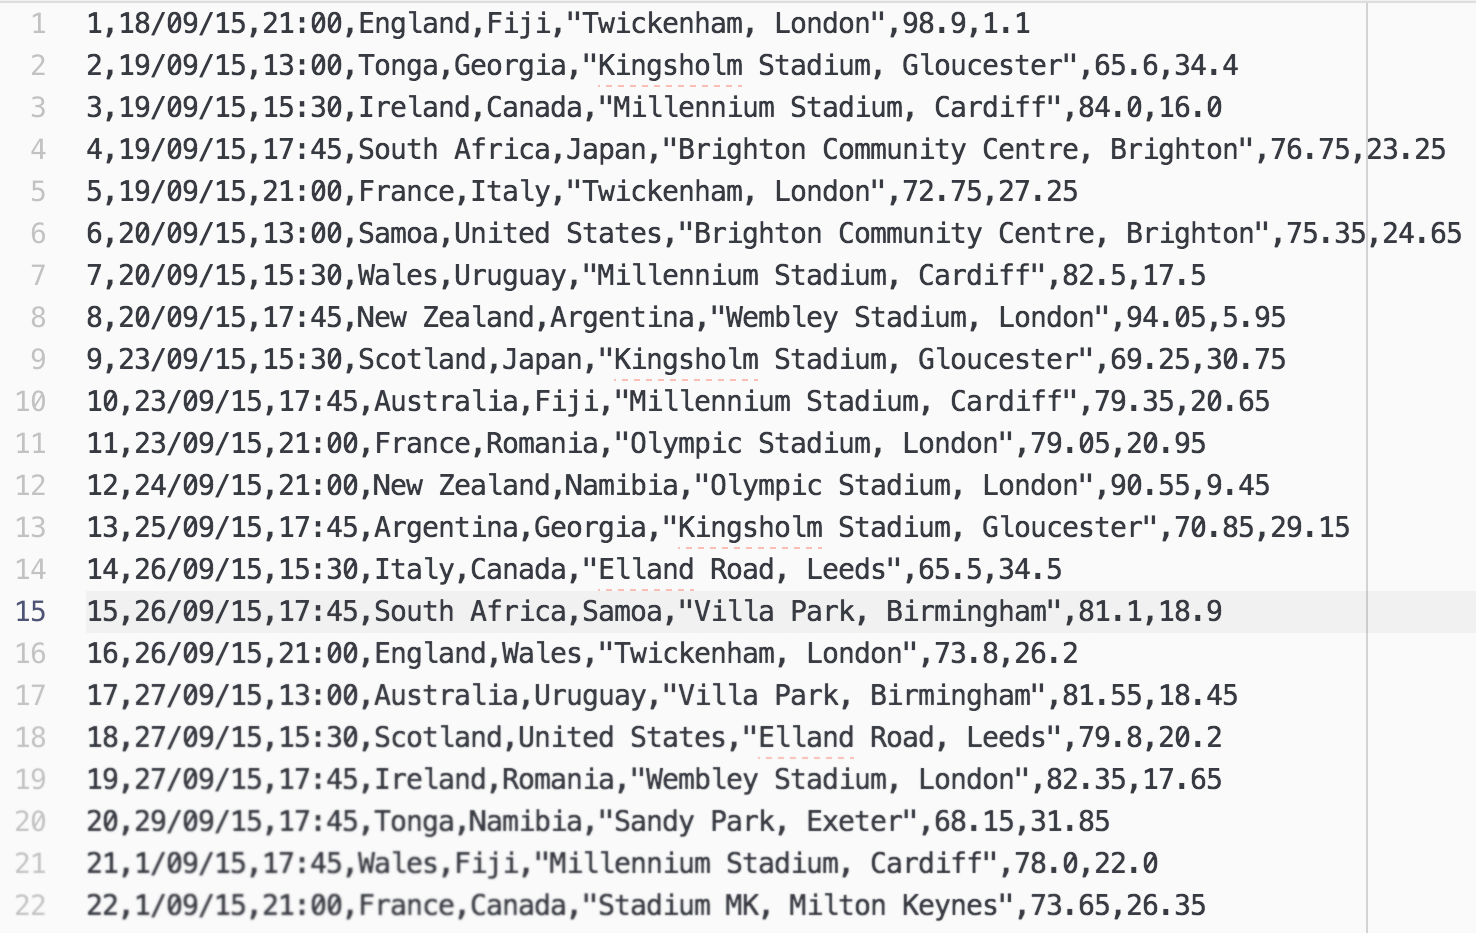 1 1,18/09/15,21:00,England,Fiji,"Twickenham, London",98.9,1.1
2 2,19/09/15,13:00,Tonga,Georgia,"Kingsholm Stadium, Gloucester",65.6,34.4
3 3,19/09/15,15:30,Ireland,Canada,"Millennium Stadium, Cardiff",84.0,16.0
4 4,19/09/15,17:45,South Africa,Japan,"Brighton Community Centre, Brighton",76.75,23.25
5 5,19/09/15,21:00,France,Italy,"Twickenham, London",72.75,27.25
6 6,20/09/15,13:00,Samoa,United States,"Brighton Community Centre, Brighton",75.35,24.65
7 7,20/09/15,15:30,Wales,Uruguay,"Millennium Stadium, Cardiff",82.5,17.5
8 8,20/09/15,17:45,New Zealand,Argentina,"Wembley Stadium, London",94.05,5.95
9 9,23/09/15,15:30,Scotland,Japan,"Kingsholm Stadium, Gloucester",69.25,30.75
10 10,23/09/15,17:45,Australia,Fiji,"Millennium Stadium, Cardiff",79.35,20.65
11 11,23/09/15,21:00,France,Romania,"Olympic Stadium, London",79.05,20.95
12 12,24/09/15,21:00,New Zealand,Namibia,"Olympic Stadium, London",90.55,9.45
13 13,25/09/15,17:45,Argentina,Georgia,"Kingsholm Stadium, Gloucester",70.85,29.15
14 14,26/09/15,15:30,Italy,Canada,"Elland Road, Leeds",65.5,34.5
15 15,26/09/15,17:45,South Africa,Samoa,"Villa Park, Birmingham",81.1,18.9
16 16,26/09/15,21:00,England,Wales,"Twickenham, London",73.8,26.2
17 17,27/09/15,13:00,Australia,Uruguay,"Villa Park, Birmingham",81.55,18.45
18 18,27/09/15,15:30,Scotland,United States,"Elland Road, Leeds",79.8,20.2
19 19,27/09/15,17:45,Ireland,Romania,"Wembley Stadium, London",82.35,17.65
20 20,29/09/15,17:45,Tonga,Namibia,"Sandy Park, Exeter",68.15,31.85
21 21,1/09/15,17:45,Wales,Fiji,"Millennium Stadium, Cardiff",78.0,22.0
22 22,1/09/15,21:00,France,Canada,"Stadium MK, Milton Keynes",73.65,26.35